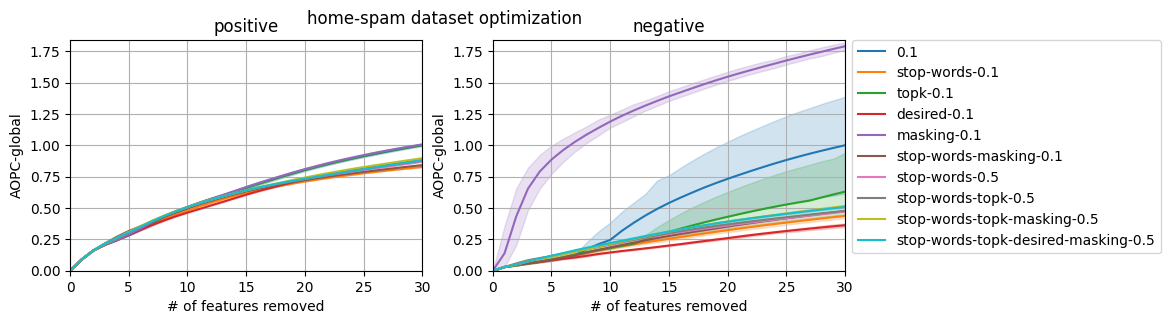 home-spam dataset optimization
positive
AOPC-global
1.75
1.50
1.25
1.00
0.75
0.50
0.25
0.00
0
5
10
15
20
25
30
# of features removed
negative
AOPC-global
1.75
1.50
1.25
1.00
0.75
0.50
0.25
0.00
0
5
10
15
20
25
30
# of features removed
0.1
stop-words-0.1
topk-0.1
desired-0.1
masking-0.1
stop-words-masking-0.1
stop-words-0.5
stop-words-topk-0.5
stop-words-topk-masking-0.5
stop-words-topk-desired-masking-0.5